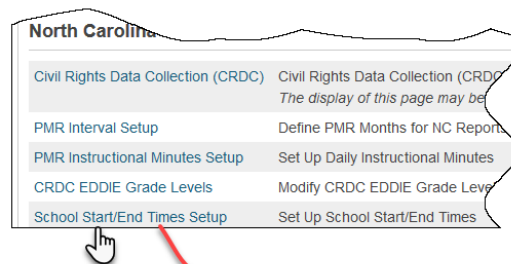 North Carolina
Civil Rights Data Collection (CRDC) Civil Rights Data Collection (CRDC
The display of this page may be
PMR Interval Setup Define PMR Months for NC Report
PMR Instructional Minutes Setup Set Up Daily Instructional Minutes
CRDC EDDIE Grade Levels Modify CRDC EDDIE Grade Leve
School Start/End Times Setup Set Up School Start/End Times